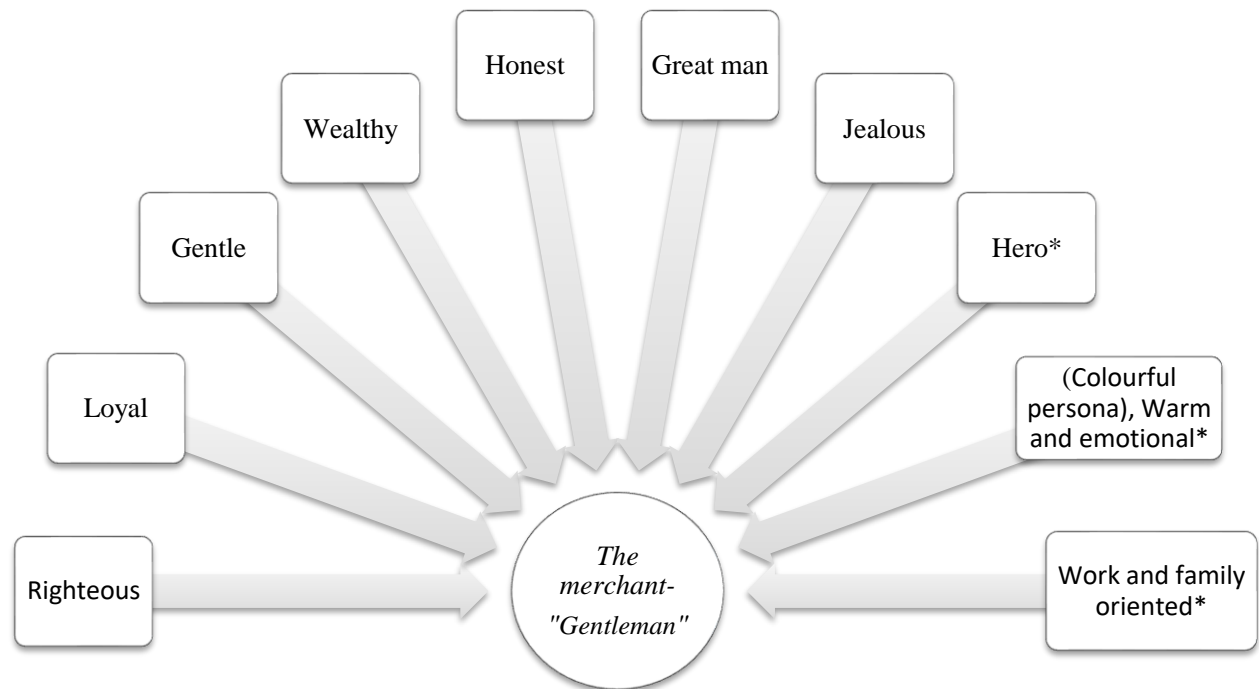 Honest
Great man
Wealthy
Jealous
Gentle
Hero*
Loyal
(Colourful
persona), Warm
and emotional*
Righteous
The
merchant-
"Gentleman"
Work and family
oriented*